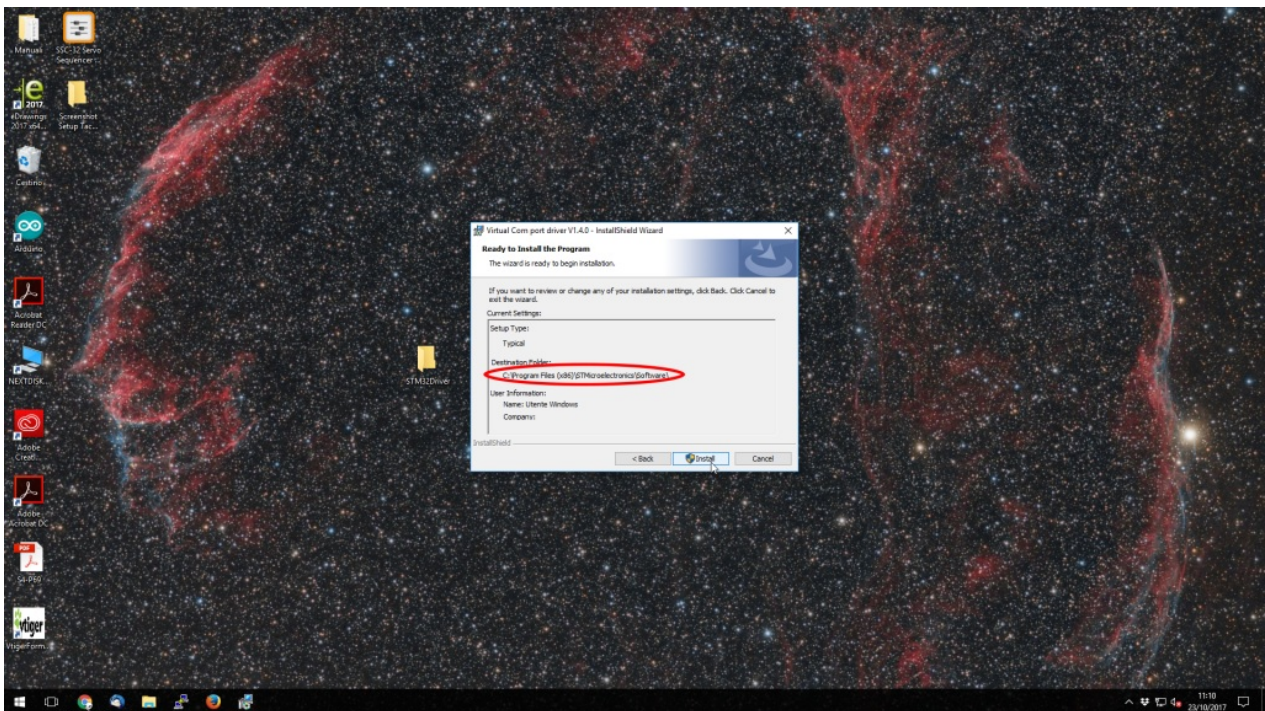 Manuali
SSC-32 Servo
Sequencer
e
2017
eDrawings
2017 x64...
Screenshot
Setup Tac...
Cestino
Arduino
Acrobat
Reader DC
NEXTDISK...
STM32Driver
Adobe
Creati...
Adobe
Acrobat DC
PDF
vtiger
VtigerForm...
Virtual Com port driver V1.4.0 - InstallShield Wizard
Ready to Install the Program
The wizard is ready to begin installation.
If you want to review or change any of your installation settings, click Back. Click Cancel to
exit the wizard.
Current Settings:
Setup Type:
Typical
Destination Folder:
C:\Program Files (x86)\STMicroelectronics\Software\
User Information:
Name: Utente Windows
Company:
InstallShield
< Back
Install
Cancel
11:10
23/10/2017